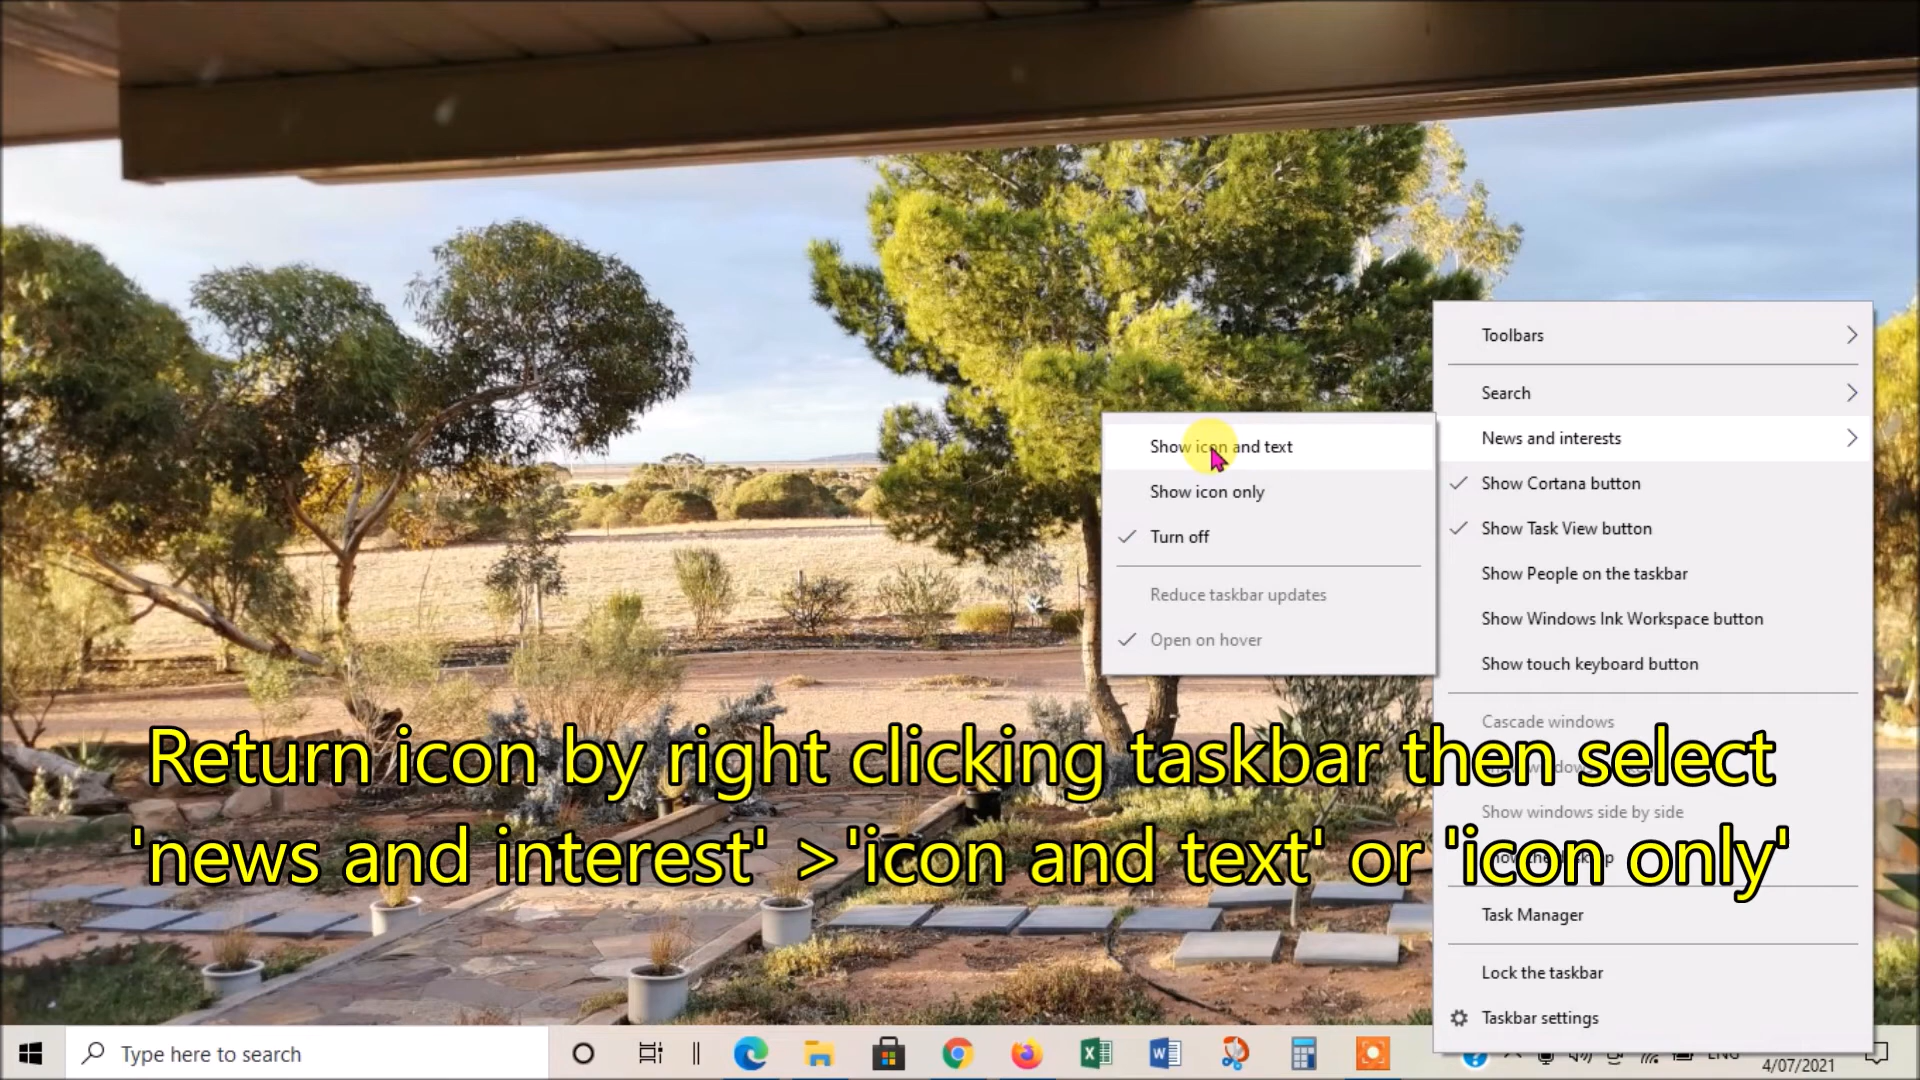 Toolbars
Search
News and interests
Show Cortana button
Show Task View button
Show People on the taskbar
Show Windows Ink Workspace button
Show touch keyboard button
Cascade windows
Show windows side by side
Task Manager
Lock the taskbar
Taskbar settings
Show icon and text
Show icon only
Turn off
Reduce taskbar updates
Open on hover
Return icon by right clicking taskbar then select
'news and interest' >'icon and text' or 'icon only'
Type here to search
ENG
4/07/2021